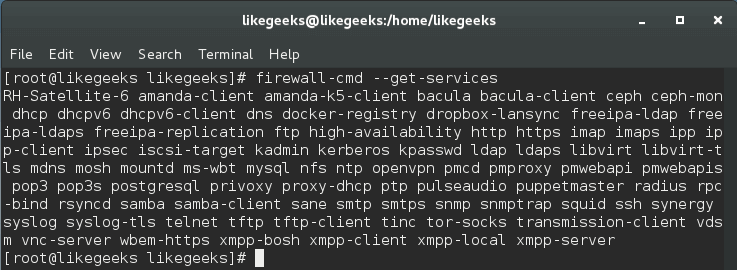 likegeeks@likegeeks:/home/likegeeks
File Edit View Search Terminal Help
[root@likegeeks likegeeks]# firewall-cmd --get-services
RH-Satellite-6 amanda-client amanda-k5-client bacula bacula-client ceph ceph-mon
 dhcp dhcpv6 dhcpv6-client dns docker-registry dropbox-lansync freeipa-ldap free
ipa-ldaps freeipa-replication ftp high-availability http https imap imaps ipp ip
p-client ipsec iscsi-target kadmin kerberos kpasswd ldap ldaps libvirt libvirt-t
ls mdns mosh mountd ms-wbt mysql nfs ntp openvpn pmcd pmproxy pmwebapi pmwebapis
 pop3 pop3s postgresql privoxy proxy-dhcp ptp pulseaudio puppetmaster radius rpc
-bind rsyncd samba samba-client sane smtp smtps snmp snmptrap squid ssh synergy
syslog syslog-tls telnet tftp tftp-client tinc tor-socks transmission-client vds
m vnc-server wbem-https xmpp-bosh xmpp-client xmpp-local xmpp-server
[root@likegeeks likegeeks]#